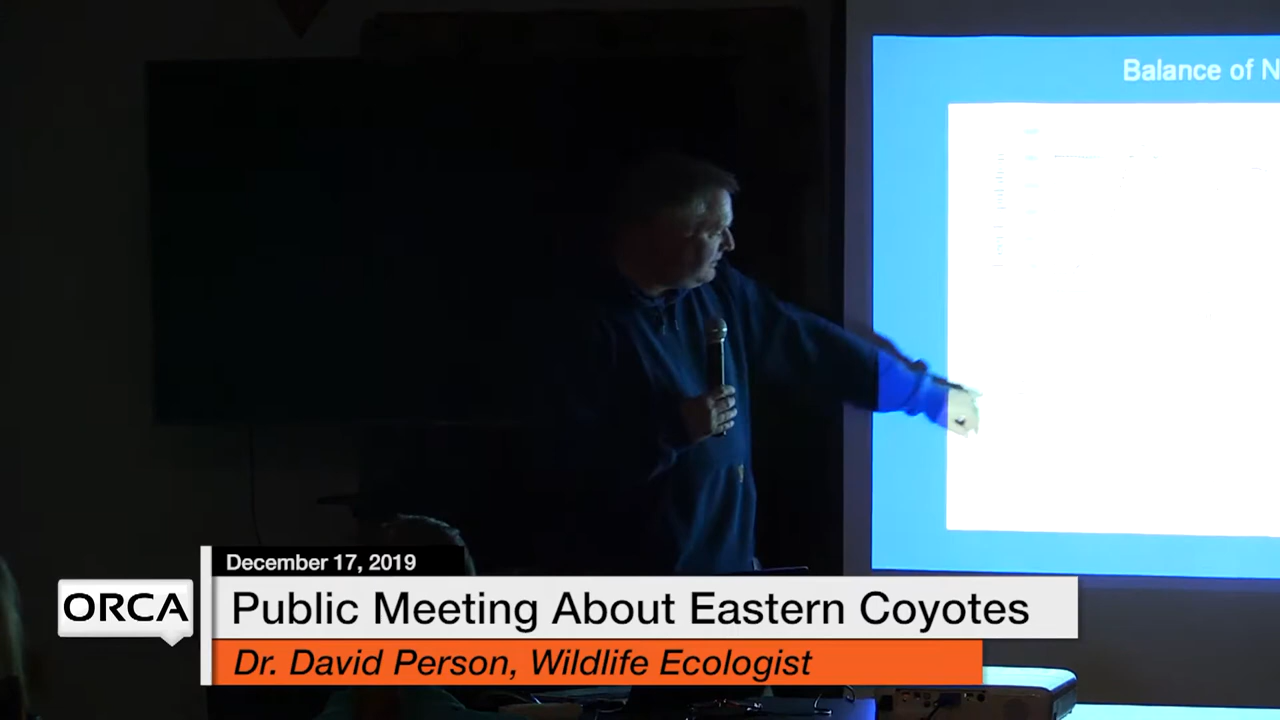 Balance of N
December 17, 2019
ORCA
Public Meeting About Eastern Coyotes
Dr. David Person, Wildlife Ecologist